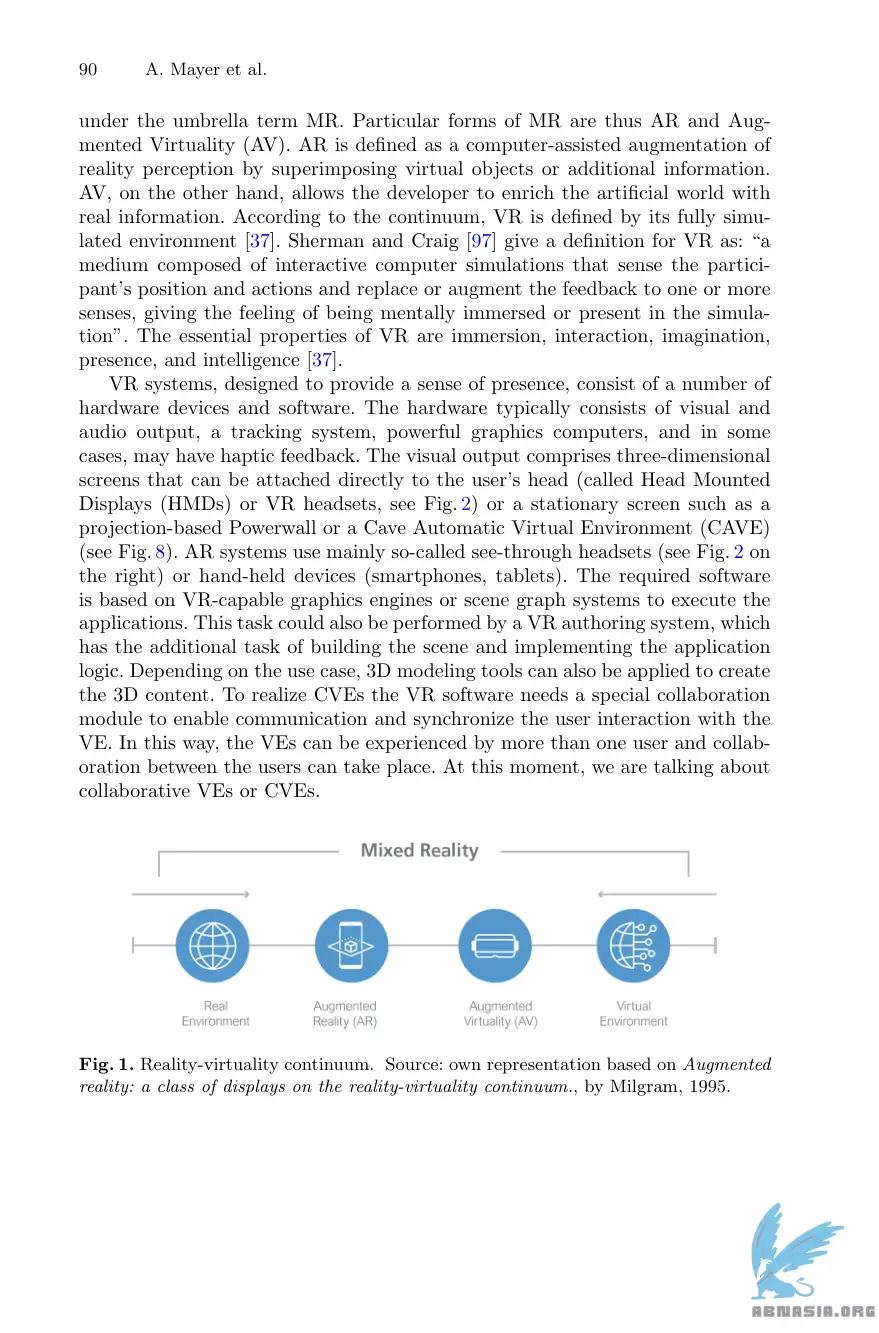 90 A. Mayer et al.
under the umbrella term MR. Particular forms of MR are thus AR and Aug-
mented Virtuality (AV). AR is defined as a computer-assisted augmentation of
reality perception by superimposing virtual objects or additional information.
AV, on the other hand, allows the developer to enrich the artificial world with
real information. According to the continuum, VR is defined by its fully simu-
lated environment [37]. Sherman and Craig [97] give a definition for VR as: “a
medium composed of interactive computer simulations that sense the partici-
pant’s position and actions and replace or augment the feedback to one or more
senses, giving the feeling of being mentally immersed or present in the simula-
tion”. The essential properties of VR are immersion, interaction, imagination,
presence, and intelligence [37].
VR systems, designed to provide a sense of presence, consist of a number of
hardware devices and software. The hardware typically consists of visual and
audio output, a tracking system, powerful graphics computers, and in some
cases, may have haptic feedback. The visual output comprises three-dimensional
screens that can be attached directly to the user’s head (called Head Mounted
Displays (HMDs) or VR headsets, see Fig. 2) or a stationary screen such as a
projection-based Powerwall or a Cave Automatic Virtual Environment (CAVE)
(see Fig. 8). AR systems use mainly so-called see-through headsets (see Fig. 2 on
the right) or hand-held devices (smartphones, tablets). The required software
is based on VR-capable graphics engines or scene graph systems to execute the
applications. This task could also be performed by a VR authoring system, which
has the additional task of building the scene and implementing the application
logic. Depending on the use case, 3D modeling tools can also be applied to create
the 3D content. To realize CVEs the VR software needs a special collaboration
module to enable communication and synchronize the user interaction with the
VE. In this way, the VEs can be experienced by more than one user and collab-
oration between the users can take place. At this moment, we are talking about
collaborative VEs or CVEs.
Mixed Reality
Real
Environment
Augmented
Reality (AR)
Augmented
Virtuality (AV)
Virtual
Environment
Fig. 1. Reality-virtuality continuum. Source: own representation based on Augmented
reality: a class of displays on the reality-virtuality continuum., by Milgram, 1995.
ABNASIA.ORG